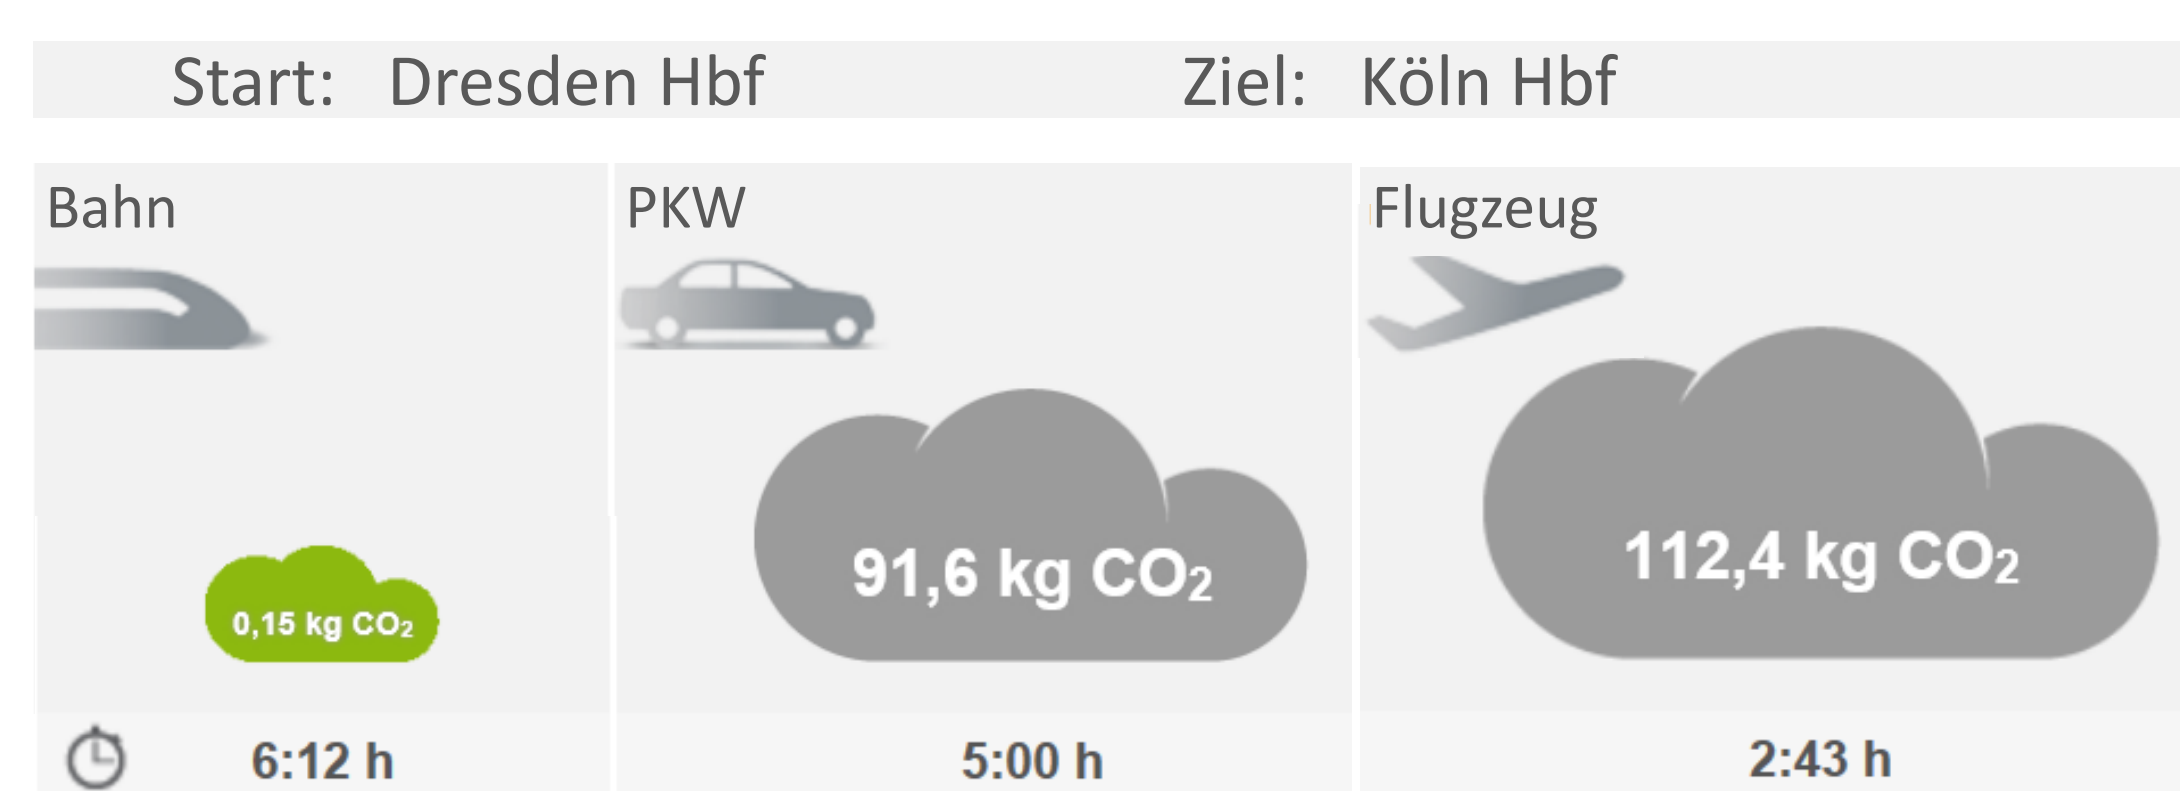 Start: Dresden Hbf Ziel: Köln Hbf
Bahn
PKW
Flugzeug
0,15 kg CO₂
91,6 kg CO₂
112,4 kg CO₂
6:12 h
5:00 h
2:43 h